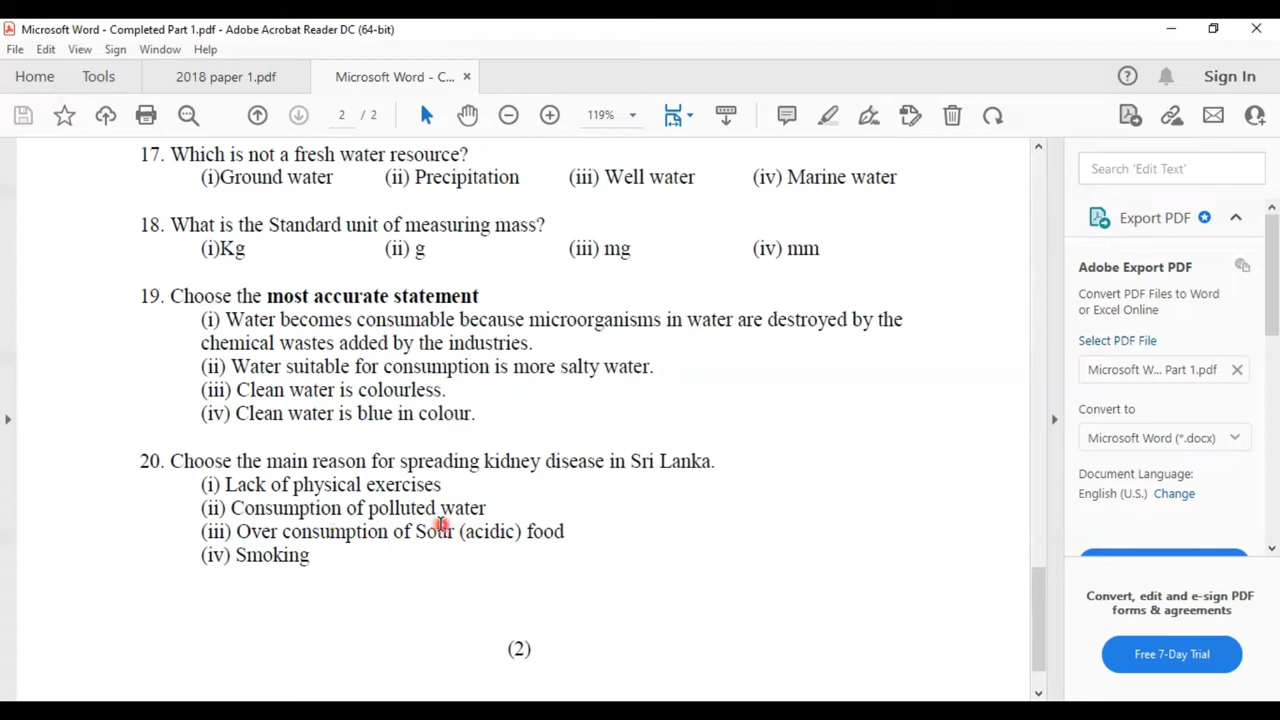 Microsoft Word - Completed Part 1.pdf - Adobe Acrobat Reader DC (64-bit)
File Edit View Sign Window Help
Home Tools 2018 paper 1.pdf Microsoft Word - C... × Sign In
2 / 2 119%
17. Which is not a fresh water resource?
(i)Ground water (ii) Precipitation (iii) Well water (iv) Marine water
18. What is the Standard unit of measuring mass?
(i)Kg (ii) g (iii) mg (iv) mm
19. Choose the most accurate statement
(i) Water becomes consumable because microorganisms in water are destroyed by the
chemical wastes added by the industries.
(ii) Water suitable for consumption is more salty water.
(iii) Clean water is colourless.
(iv) Clean water is blue in colour.
20. Choose the main reason for spreading kidney disease in Sri Lanka.
(i) Lack of physical exercises
(ii) Consumption of polluted water
(iii) Over consumption of Sour (acidic) food
(iv) Smoking
(2)
Search 'Edit Text'
Export PDF
Adobe Export PDF
Convert PDF Files to Word
or Excel Online
Select PDF File
Microsoft W... Part 1.pdf
Convert to
Microsoft Word (*.docx)
Document Language:
English (U.S.) Change
Convert, edit and e-sign PDF
forms & agreements
Free 7-Day Trial